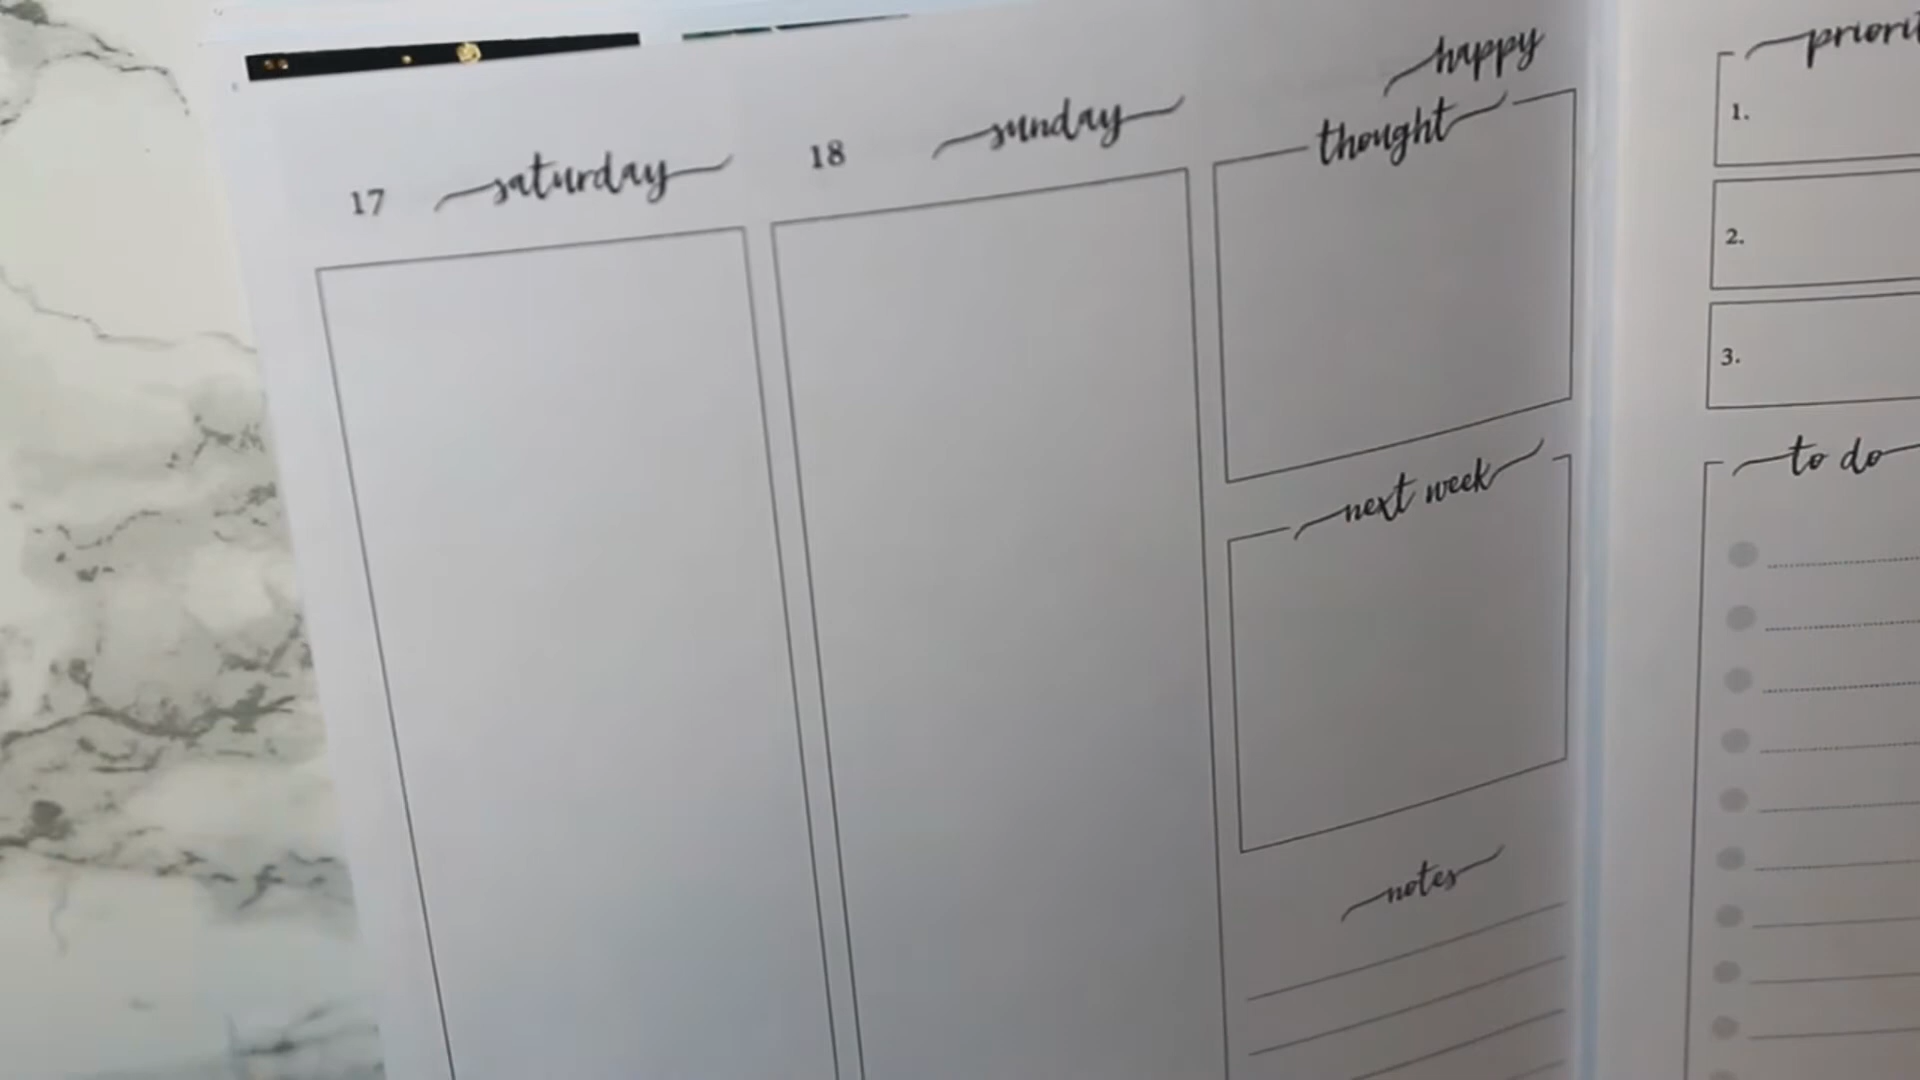 17 saturday
18 sunday
happy
thought
next week
notes
1.
2.
3.
to do